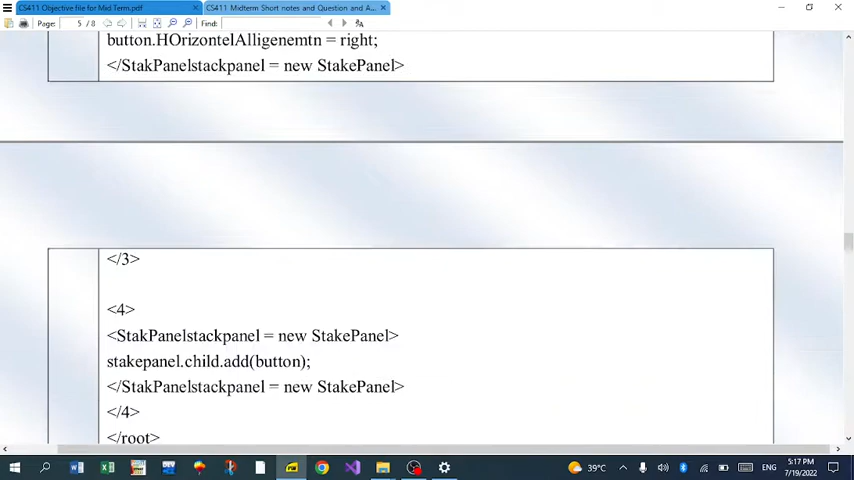 CS411 Objective file for Mid Term.pdf
CS411 Midterm Short notes and Question and A...
Page: 5 / 8
Find:
button.HOrizontelAlligenemtn = right;
</StakPanelstackpanel = new StakePanel>
</3>
<4>
<StakPanelstackpanel = new StakePanel>
stakepanel.child.add(button);
</StakPanelstackpanel = new StakePanel>
</4>
</root>
39°C
ENG
5:17 PM
7/19/2022